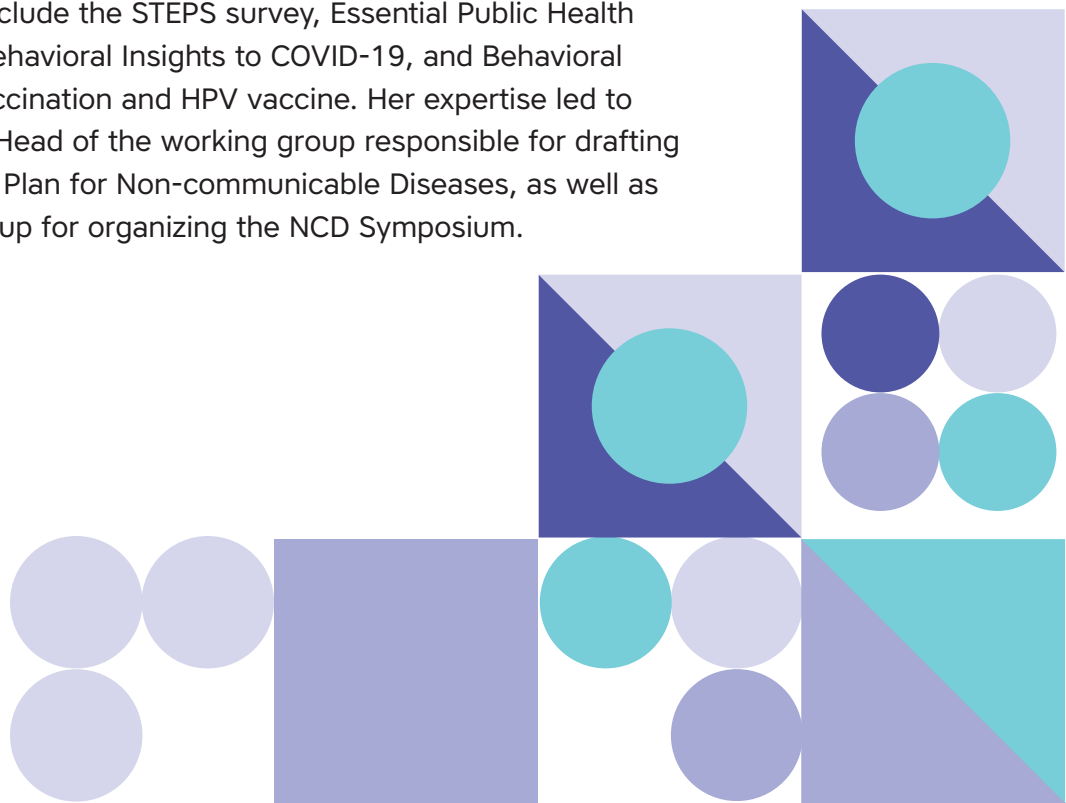 clude the STEPS survey, Essential Public Health
ehavioral Insights to COVID-19, and Behavioral
ccination and HPV vaccine. Her expertise led to
Head of the working group responsible for drafting
Plan for Non-communicable Diseases, as well as
up for organizing the NCD Symposium.